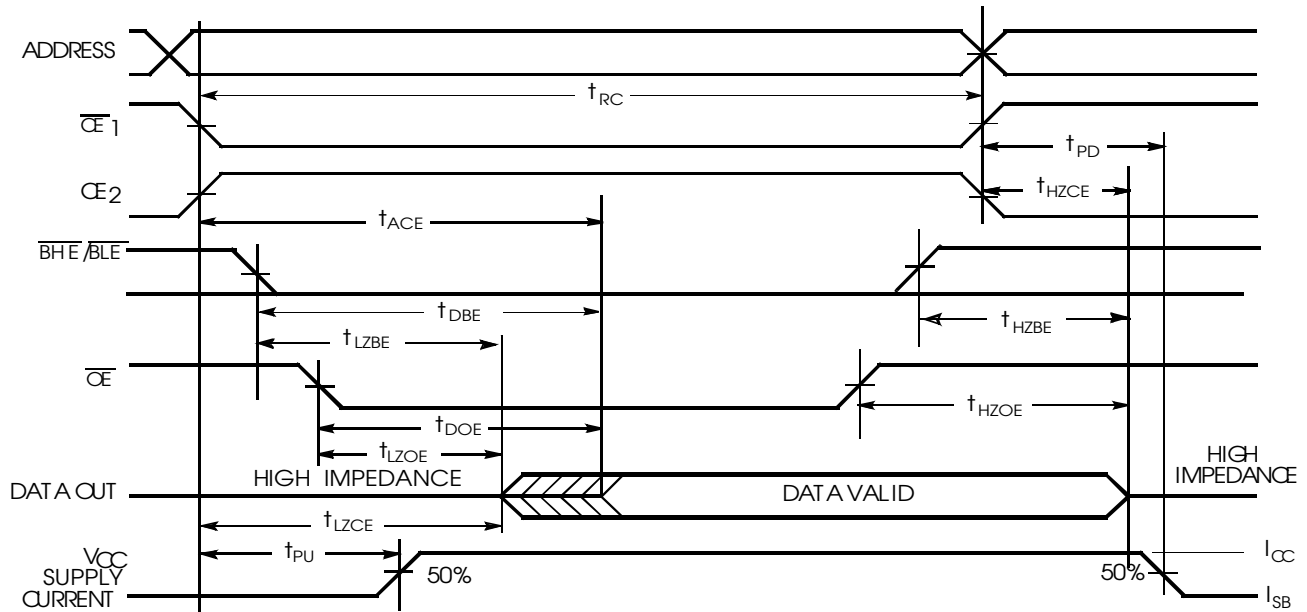 ADDRESS
tRC
CE1
tPD
CE2
tHZCE
tACE
BHE/BLE
tDBE
tHZBE
tLZBE
OE
tHZOE
tDOE
tLZOE
HIGH IMPEDANCE
HIGH
IMPEDANCE
DATA OUT
DATA VALID
tLZCE
VCC
SUPPLY
CURRENT
tPU
50%
50%
ICC
ISB